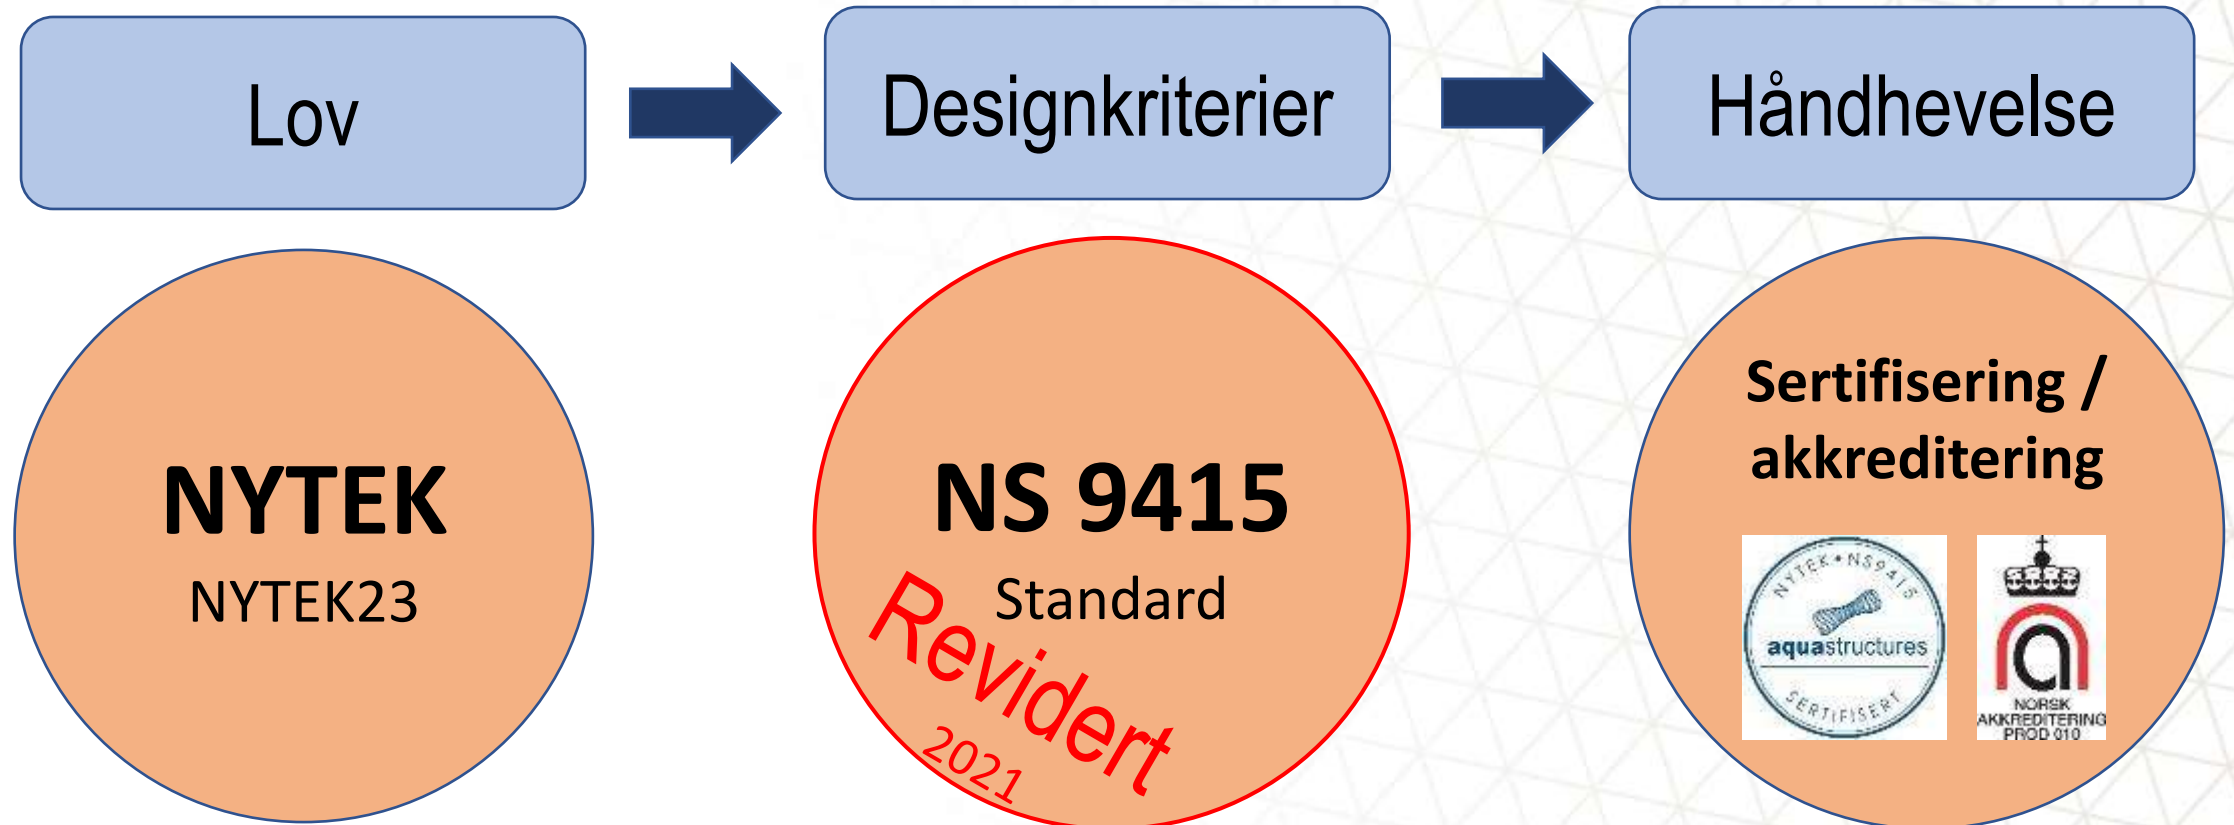 Lov
Designkriterier
Håndhevelse
NYTEK
NYTEK23
NS 9415
Standard
Revidert
2021
Sertifisering /
akkreditering
NYTEK • NS9415
aquastructures
SERTIFISERT
NORSK
AKKREDITERING
PROD 010